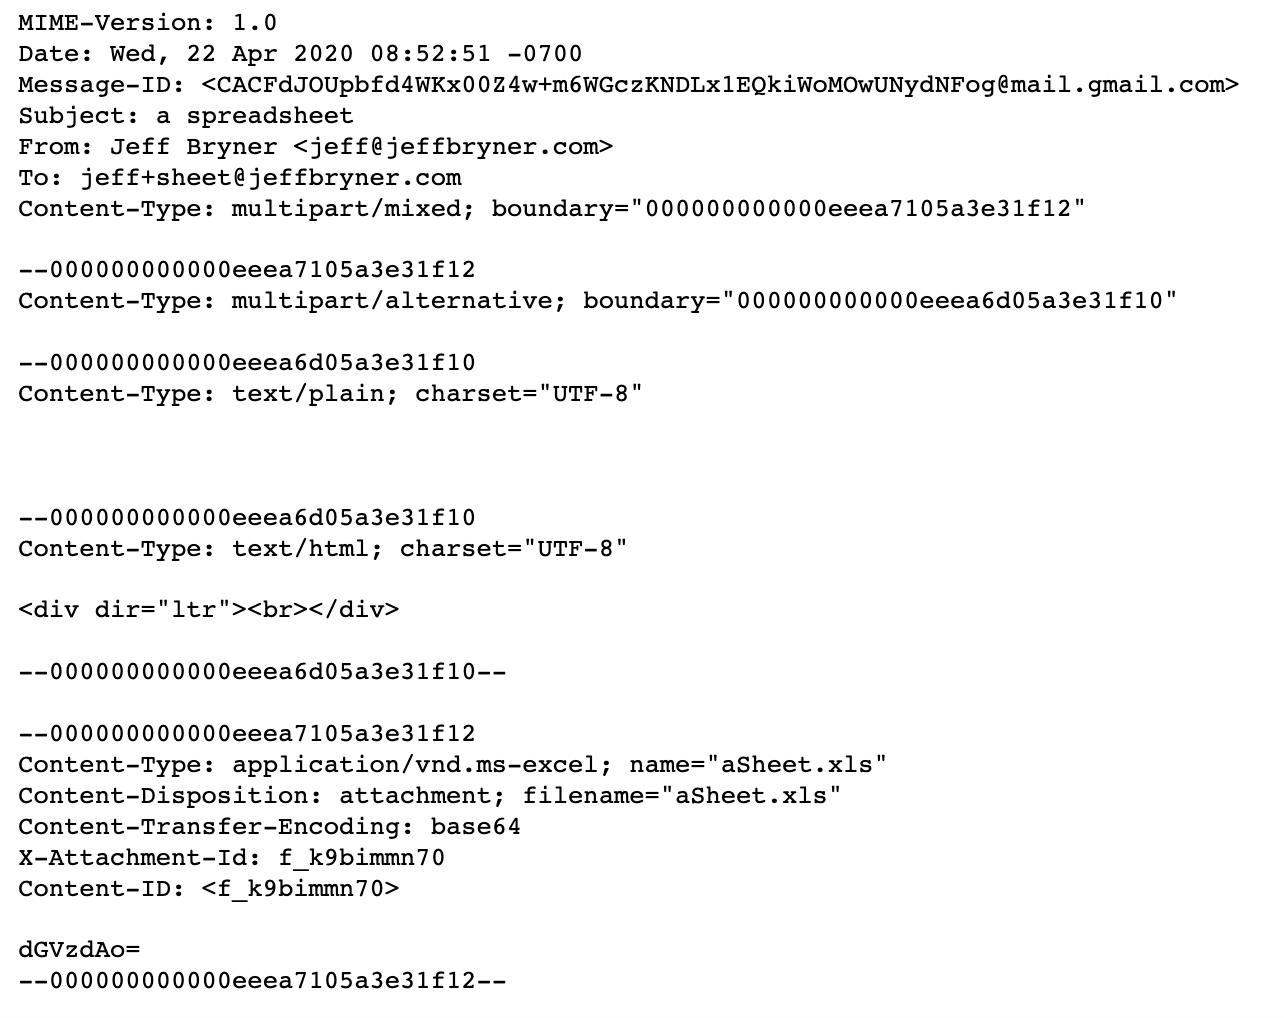 MIME-Version: 1.0
Date: Wed, 22 Apr 2020 08:52:51 -0700
Message-ID: <CACFdJOUpbfd4WKx00Z4w+m6WGczKNDLx1EQkiWoMOwUNydNFog@mail.gmail.com>
Subject: a spreadsheet
From: Jeff Bryner <jeff@jeffbryner.com>
To: jeff+sheet@jeffbryner.com
Content-Type: multipart/mixed; boundary="000000000000eeea7105a3e31f12"

--000000000000eeea7105a3e31f12
Content-Type: multipart/alternative; boundary="000000000000eeea6d05a3e31f10"

--000000000000eeea6d05a3e31f10
Content-Type: text/plain; charset="UTF-8"

--000000000000eeea6d05a3e31f10
Content-Type: text/html; charset="UTF-8"

<div dir="ltr"><br></div>

--000000000000eeea6d05a3e31f10--

--000000000000eeea7105a3e31f12
Content-Type: application/vnd.ms-excel; name="aSheet.xls"
Content-Disposition: attachment; filename="aSheet.xls"
Content-Transfer-Encoding: base64
X-Attachment-Id: f_k9bimmn70
Content-ID: <f_k9bimmn70>

dGVzdAo=
--000000000000eeea7105a3e31f12--